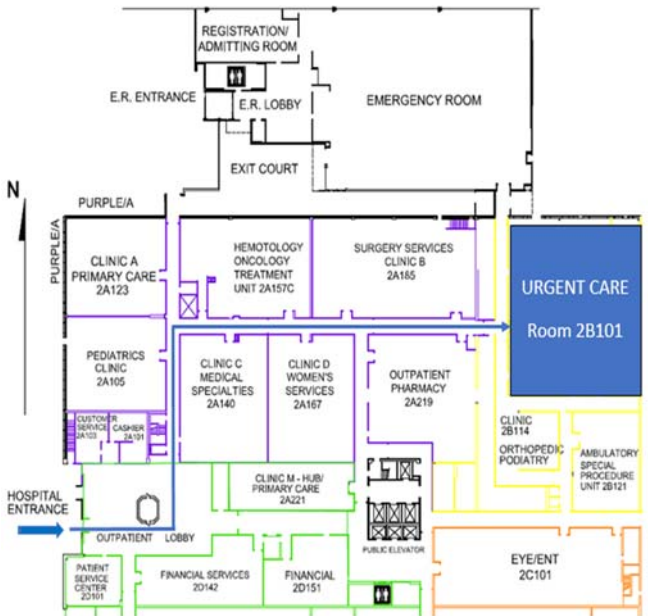 REGISTRATION/
ADMITTING ROOM
E.R. ENTRANCE
E.R. LOBBY
EMERGENCY ROOM
EXIT COURT
N
PURPLE/A
PURPLE/A
CLINIC A
PRIMARY CARE
2A123
HEMOTOLOGY
ONCOLOGY
TREATMENT
UNIT 2A157C
SURGERY SERVICES
CLINIC B
2A165
URGENT CARE
Room 2B101
PEDIATRICS
CLINIC
2A105
CLINIC C
MEDICAL
SPECIALTIES
2A140
CLINIC D
WOMEN'S
SERVICES
2A167
OUTPATIENT
PHARMACY
2A219
CUSTOMER
SERVICE
2A103
CASHIER
2A101
CLINIC
2B114
ORTHOPEDIC
PODIATRY
AMBULATORY
SPECIAL
PROCEDURE
UNIT 2B121
CLINIC M - HUB/
PRIMARY CARE
2A221
HOSPITAL
ENTRANCE
OUTPATIENT LOBBY
PUBLIC ELEVATOR
PATIENT
SERVICE
CENTER
2D101
FINANCIAL SERVICES
2D142
FINANCIAL
2D151
EYE/ENT
2C101